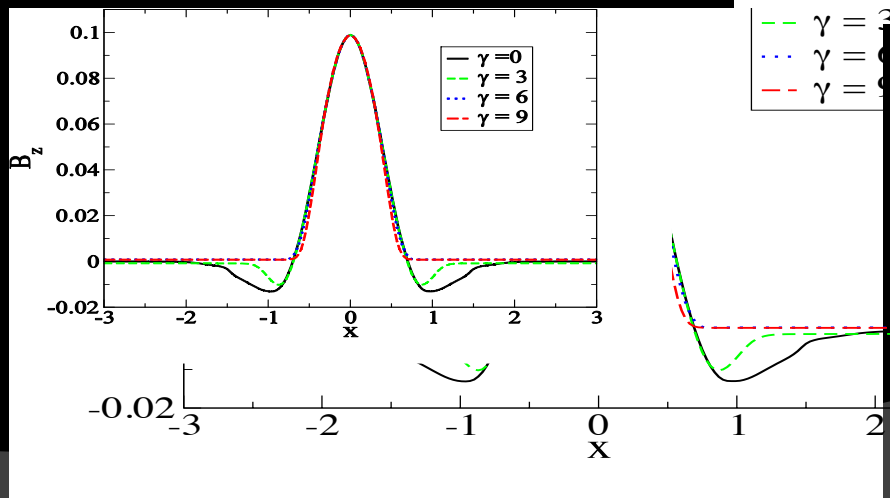 0.1
0.08
0.06
0.04
0.02
0
-0.02
B_z
-3 -2 -1 0 1 2 3
x
γ =0
γ = 3
γ = 6
γ = 9
γ =
γ =
γ =
-0.02
-3 -2 -1 0 1 2
x